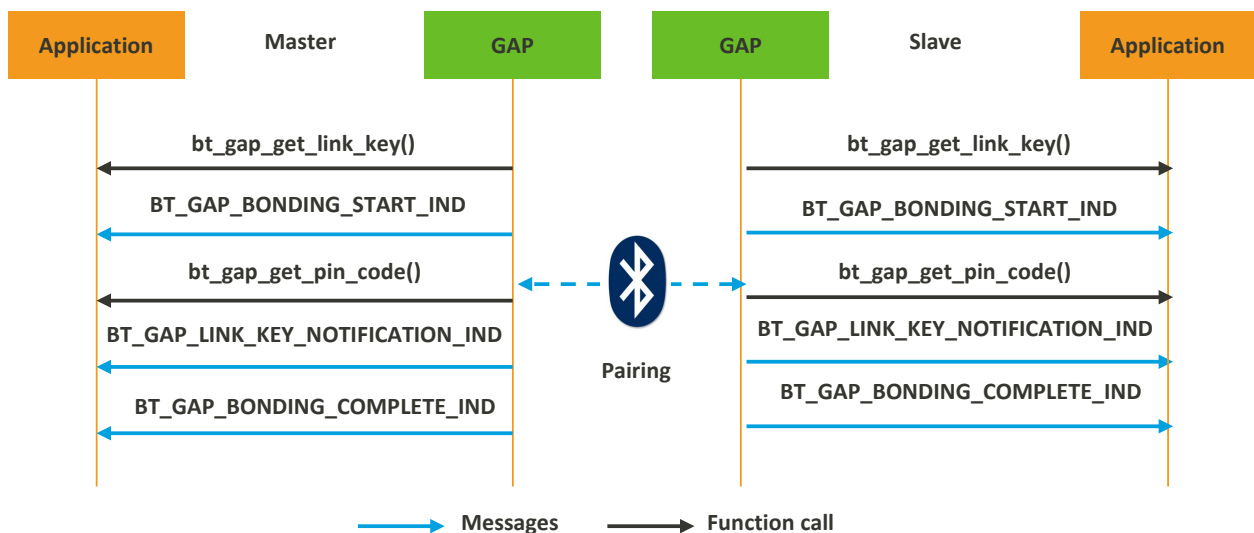 Application
Master
GAP
GAP
Slave
Application
bt_gap_get_link_key()
bt_gap_get_link_key()
BT_GAP_BONDING_START_IND
BT_GAP_BONDING_START_IND
bt_gap_get_pin_code()
bt_gap_get_pin_code()
BT_GAP_LINK_KEY_NOTIFICATION_IND
BT_GAP_LINK_KEY_NOTIFICATION_IND
Pairing
BT_GAP_BONDING_COMPLETE_IND
BT_GAP_BONDING_COMPLETE_IND
Messages
Function call